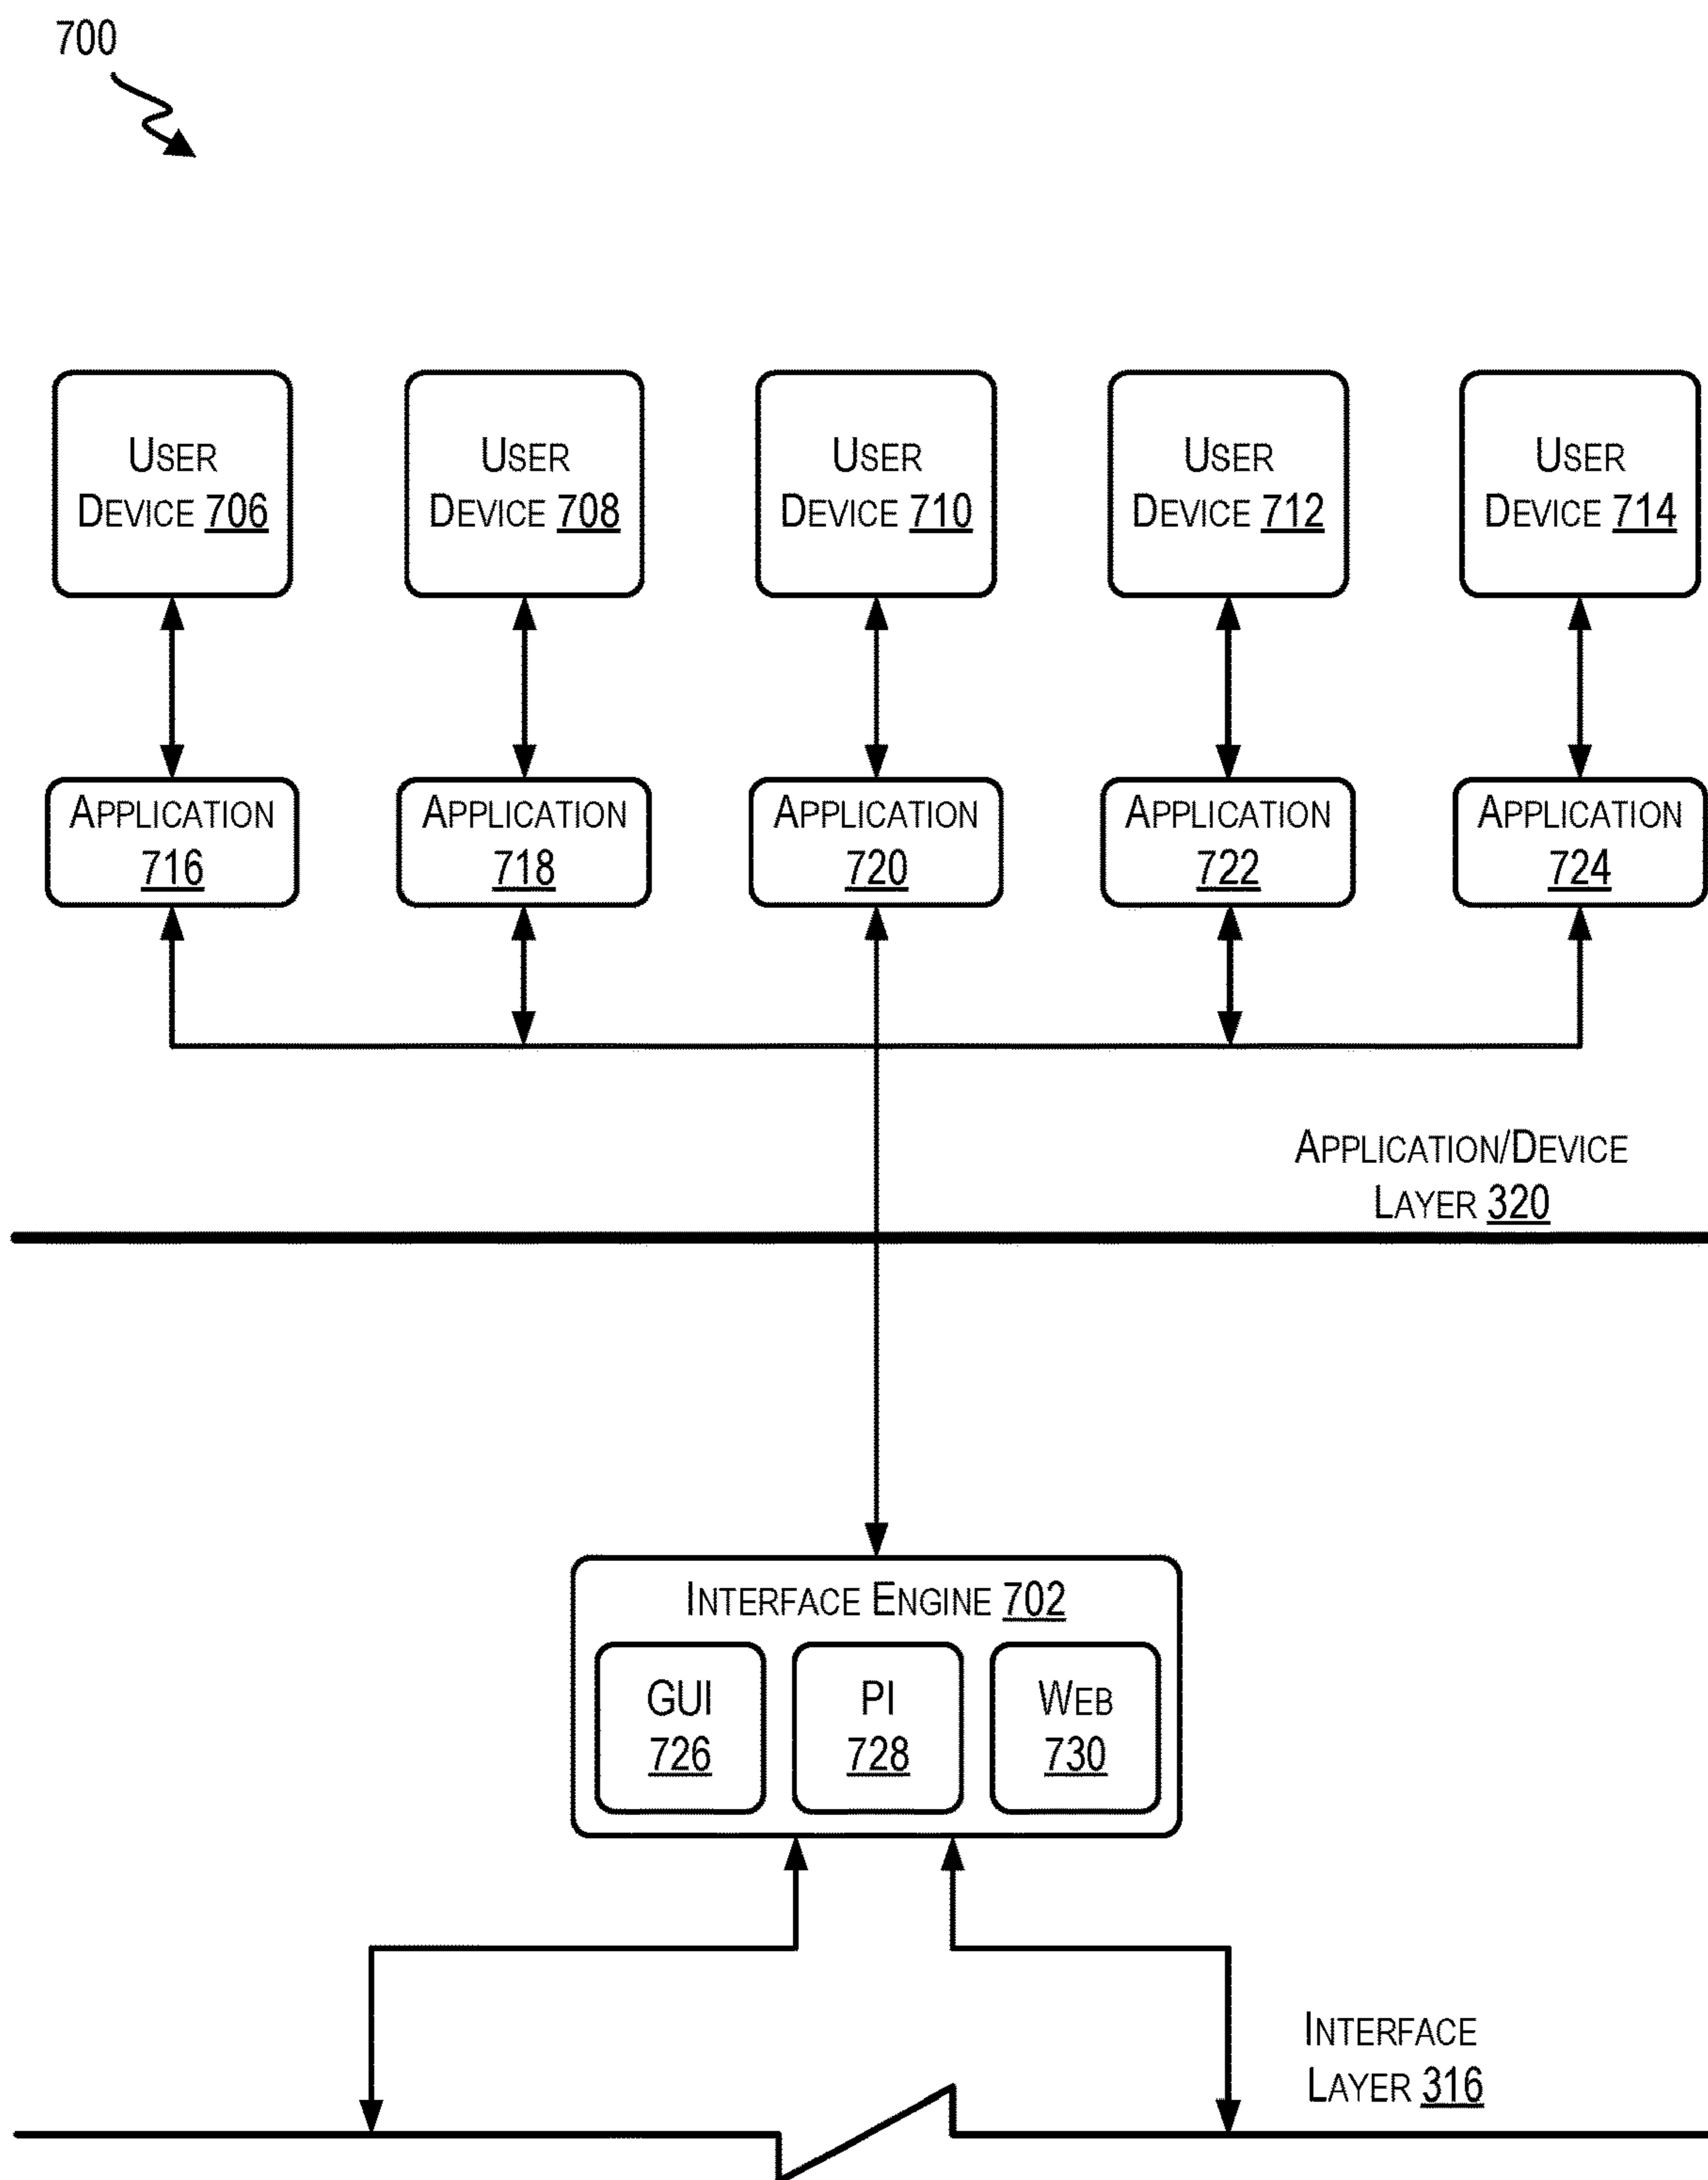 700
USER
DEVICE 706
USER
DEVICE 708
USER
DEVICE 710
USER
DEVICE 712
USER
DEVICE 714
APPLICATION
716
APPLICATION
718
APPLICATION
720
APPLICATION
722
APPLICATION
724
APPLICATION/DEVICE
LAYER 320
INTERFACE ENGINE 702
GUI
726
PI
728
WEB
730
INTERFACE
LAYER 316